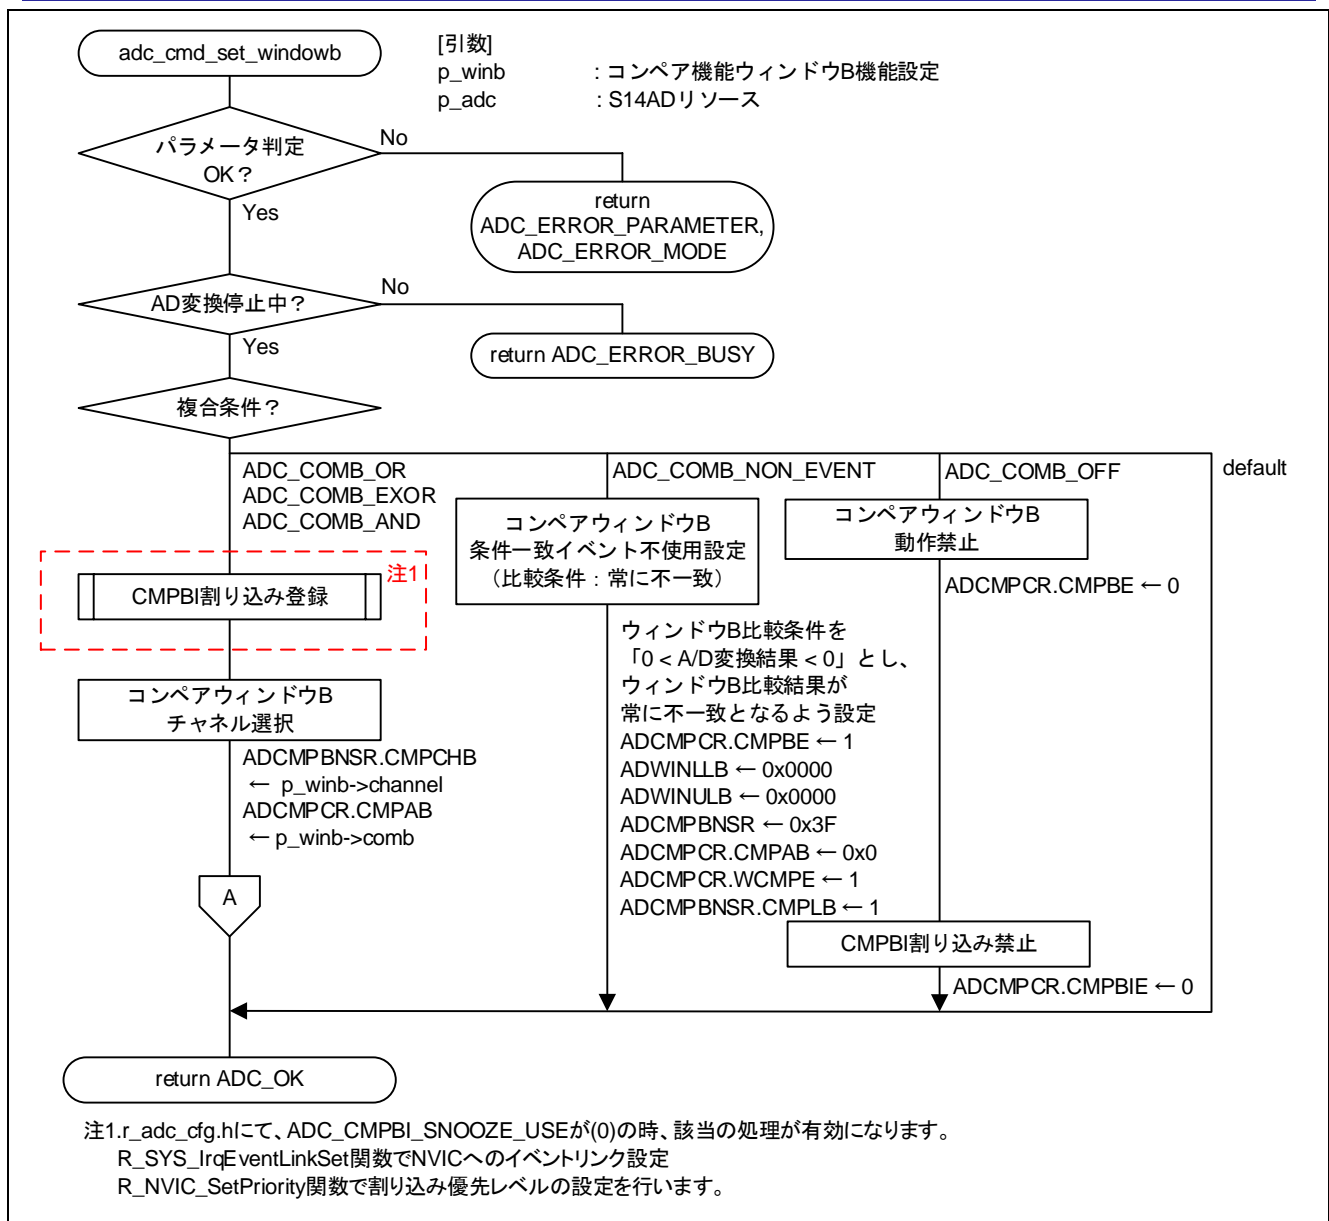 adc_cmd_set_windowb
[引数]
p_winb : コンペア機能ウィンドウB機能設定
p_adc : S14ADリソース
パラメータ判定
OK？
No
Yes
return
ADC_ERROR_PARAMETER,
ADC_ERROR_MODE
AD変換停止中？
No
Yes
return ADC_ERROR_BUSY
複合条件？
ADC_COMB_OR
ADC_COMB_EXOR
ADC_COMB_AND
ADC_COMB_NON_EVENT
ADC_COMB_OFF
default
注1
CMPBI割り込み登録
コンペアウィンドウB
チャネル選択
ADCMPBNSR.CMPCHB
← p_winb->channel
ADCMPCR.CMPAB
← p_winb->comb
A
コンペアウィンドウB
条件一致イベント不使用設定
（比較条件：常に不一致）
ウィンドウB比較条件を
「0 < A/D変換結果 < 0」とし、
ウィンドウB比較結果が
常に不一致となるよう設定
ADCMPCR.CMPBE ← 1
ADWINLLB ← 0x0000
ADWINULB ← 0x0000
ADCMPBNSR ← 0x3F
ADCMPCR.CMPAB ← 0x0
ADCMPCR.WCMPE ← 1
ADCMPBNSR.CMPLB ← 1
コンペアウィンドウB
動作禁止
ADCMPCR.CMPBE ← 0
CMPBI割り込み禁止
ADCMPCR.CMPBIE ← 0
return ADC_OK
注1.r_adc_cfg.hにて、ADC_CMPBI_SNOOZE_USEが(0)の時、該当の処理が有効になります。
R_SYS_IrqEventLinkSet関数でNVICへのイベントリンク設定
R_NVIC_SetPriority関数で割り込み優先レベルの設定を行います。